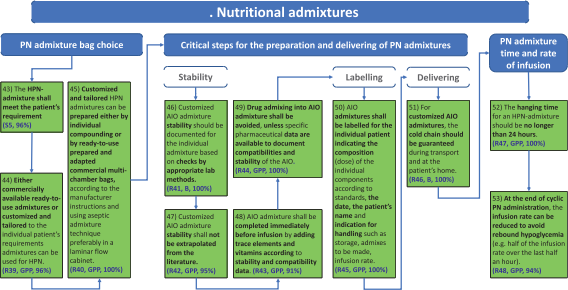 . Nutritional admixtures
PN admixture bag choice
43) The HPN-
admixture shall
meet the patient's
requirement
(S5, 96%)
44) Either
commercially
available ready-to-
use admixtures or
customized and
tailored to the
individual patient's
requirements
admixtures can be
used for HPN.
(R39, GPP, 96%)
45) Customized
and tailored HPN
admixtures can be
prepared either by
individual
compounding or by
ready-to-use
prepared and
adapted
commercial multi-
chamber bags,
according to the
manufacturer
instructions and
using aseptic
admixture
technique
preferably in a
laminar flow
cabinet.
(R40, GPP, 100%)
Critical steps for the preparation and delivering of PN admixtures
Stability
46) Customized
AIO admixture
stability should be
documented for
the individual
admixture based
on checks by
appropriate lab
methods.
(R41, B, 100%)
47) Customized
AIO admixture
stability shall not
be extrapolated
from the
literature.
(R42, GPP, 95%)
48) AIO admixture shall be
completed immediately
before infusion by adding
trace elements and
vitamins according to
stability and compatibility
data. (R43, GPP, 91%)
49) Drug admixing into AIO
admixture shall be
avoided, unless specific
pharmaceutical data are
available to document
compatibilities and
stability of the AIO.
(R44, GPP, 100%)
Labelling
50) AIO
admixtures shall
be labelled for the
individual patient
indicating the
composition
(dose) of the
individual
components
according to
standards, the
date, the patient's
name and
indication for
handling such as
storage, admixes
to be made,
infusion rate.
(R45, GPP, 100%)
Delivering
51) For
customized AIO
admixtures, the
cold chain should
be guaranteed
during transport
and at the
patient's home.
(R46, B, 100%)
PN admixture
time and rate
of infusion
52) The hanging time
for an HPN-admixture
should be no longer
than 24 hours.
(R47, GPP, 100%)
53) At the end of cyclic
PN administration, the
infusion rate can be
reduced to avoid
rebound hypoglycemia
(e.g. half of the infusion
rate over the last half
an hour).
(R48, GPP, 94%)